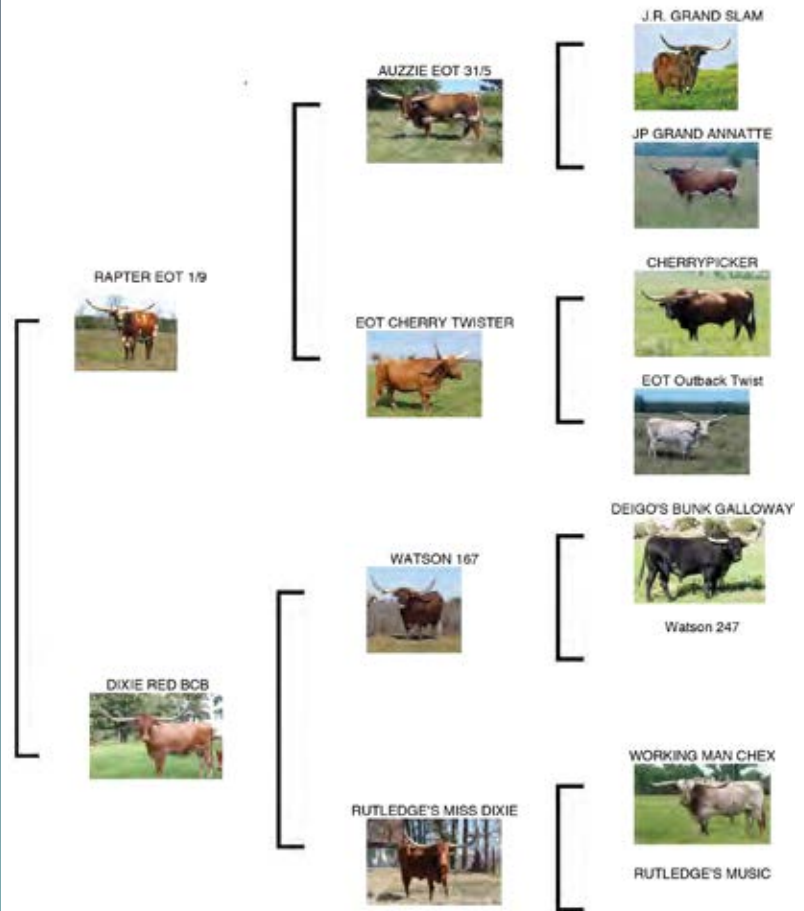 J.R. GRAND SLAM
AUZZIE EOT 31/5
JP GRAND ANNATTE
RAPTER EOT 1/9
CHERRYPICKER
EOT CHERRY TWISTER
EOT Outback Twist
DEIGO'S BUNK GALLOWAY
WATSON 167
Watson 247
DIXIE RED BCB
WORKING MAN CHEX
RUTLEDGE'S MISS DIXIE
RUTLEDGE'S MUSIC